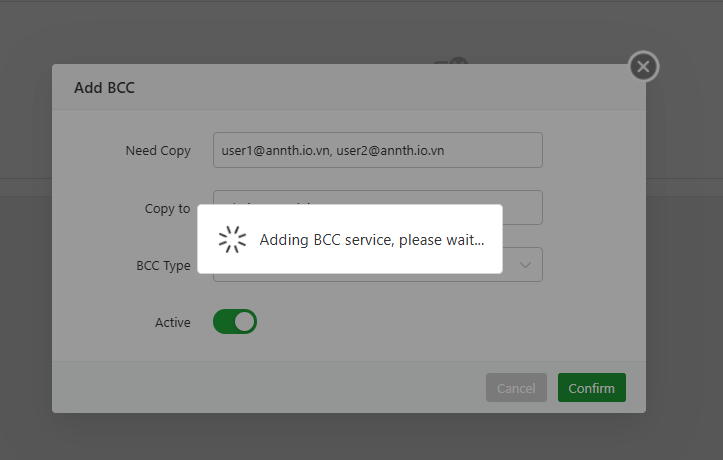 Add BCC
Need Copy
user1@annth.io.vn, user2@annth.io.vn
Copy to
Adding BCC service, please wait...
BCC Type
Active
Cancel
Confirm